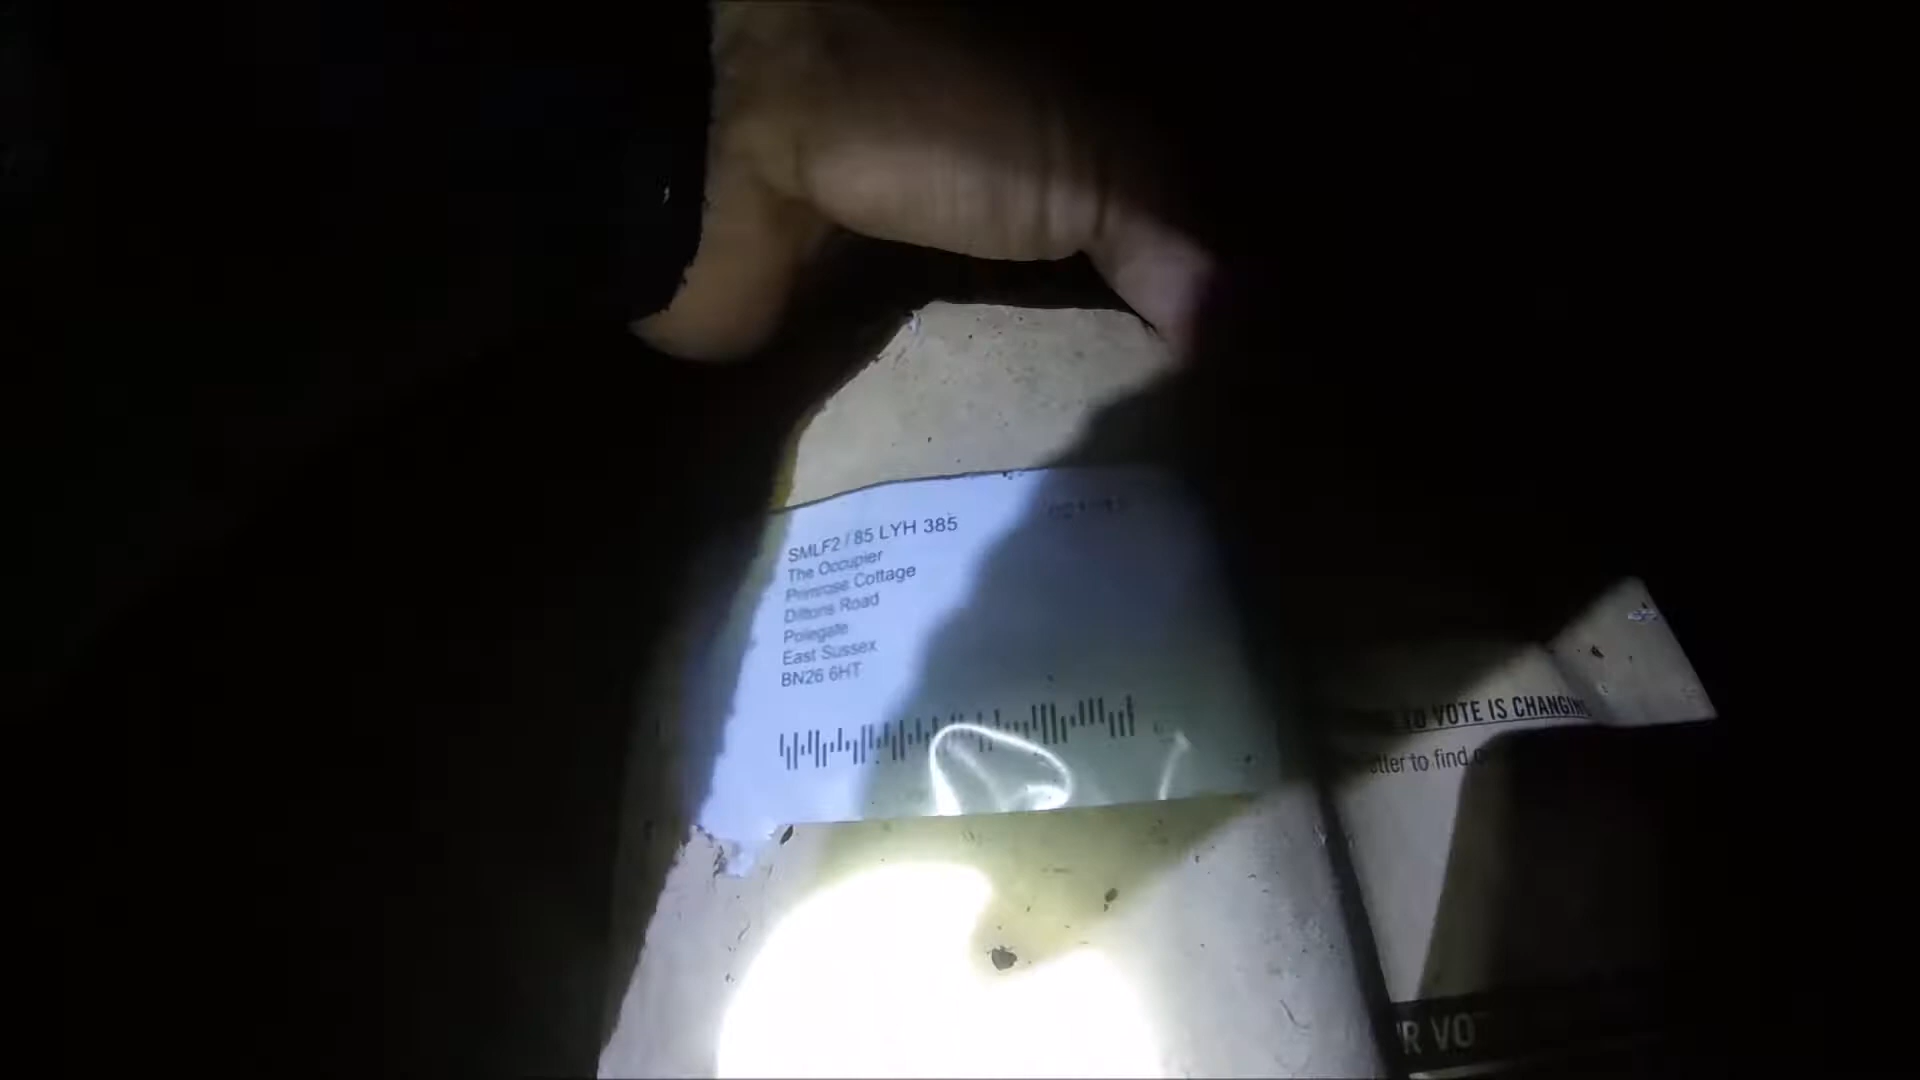 SMLF2 / 85 LYH 385
The Occupier
Primrose Cottage
Dittons Road
Polegate
East Sussex
BN26 6HT
TO VOTE IS CHANGING
to find
VOT